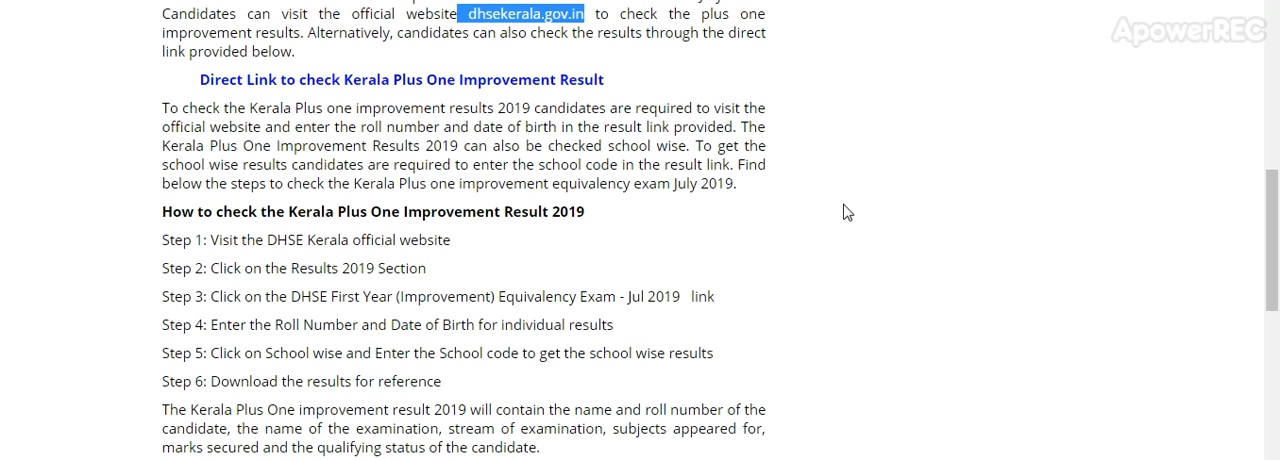 Candidates can visit the official website dhsekerala.gov.in to check the plus one
improvement results. Alternatively, candidates can also check the results through the direct
link provided below.
Direct Link to check Kerala Plus One Improvement Result
To check the Kerala Plus one improvement results 2019 candidates are required to visit the
official website and enter the roll number and date of birth in the result link provided. The
Kerala Plus One Improvement Results 2019 can also be checked school wise. To get the
school wise results candidates are required to enter the school code in the result link. Find
below the steps to check the Kerala Plus one improvement equivalency exam July 2019.
How to check the Kerala Plus One Improvement Result 2019
Step 1: Visit the DHSE Kerala official website
Step 2: Click on the Results 2019 Section
Step 3: Click on the DHSE First Year (Improvement) Equivalency Exam - Jul 2019 link
Step 4: Enter the Roll Number and Date of Birth for individual results
Step 5: Click on School wise and Enter the School code to get the school wise results
Step 6: Download the results for reference
The Kerala Plus One improvement result 2019 will contain the name and roll number of the
candidate, the name of the examination, stream of examination, subjects appeared for,
marks secured and the qualifying status of the candidate.
ApowerREC